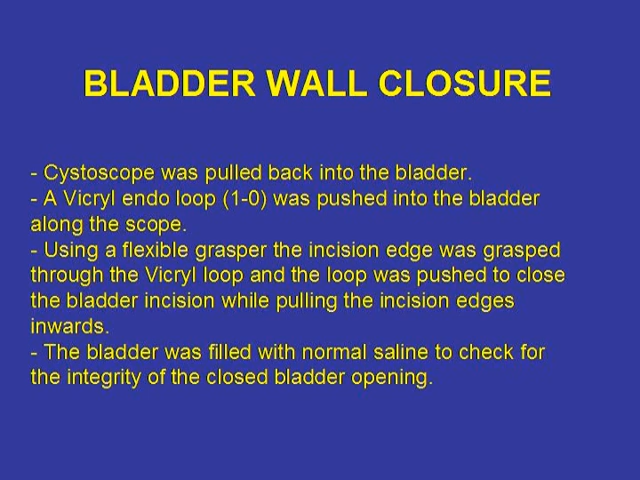 BLADDER WALL CLOSURE
- Cystoscope was pulled back into the bladder.
- A Vicryl endo loop (1-0) was pushed into the bladder
along the scope.
- Using a flexible grasper the incision edge was grasped
through the Vicryl loop and the loop was pushed to close
the bladder incision while pulling the incision edges
inwards.
- The bladder was filled with normal saline to check for
the integrity of the closed bladder opening.